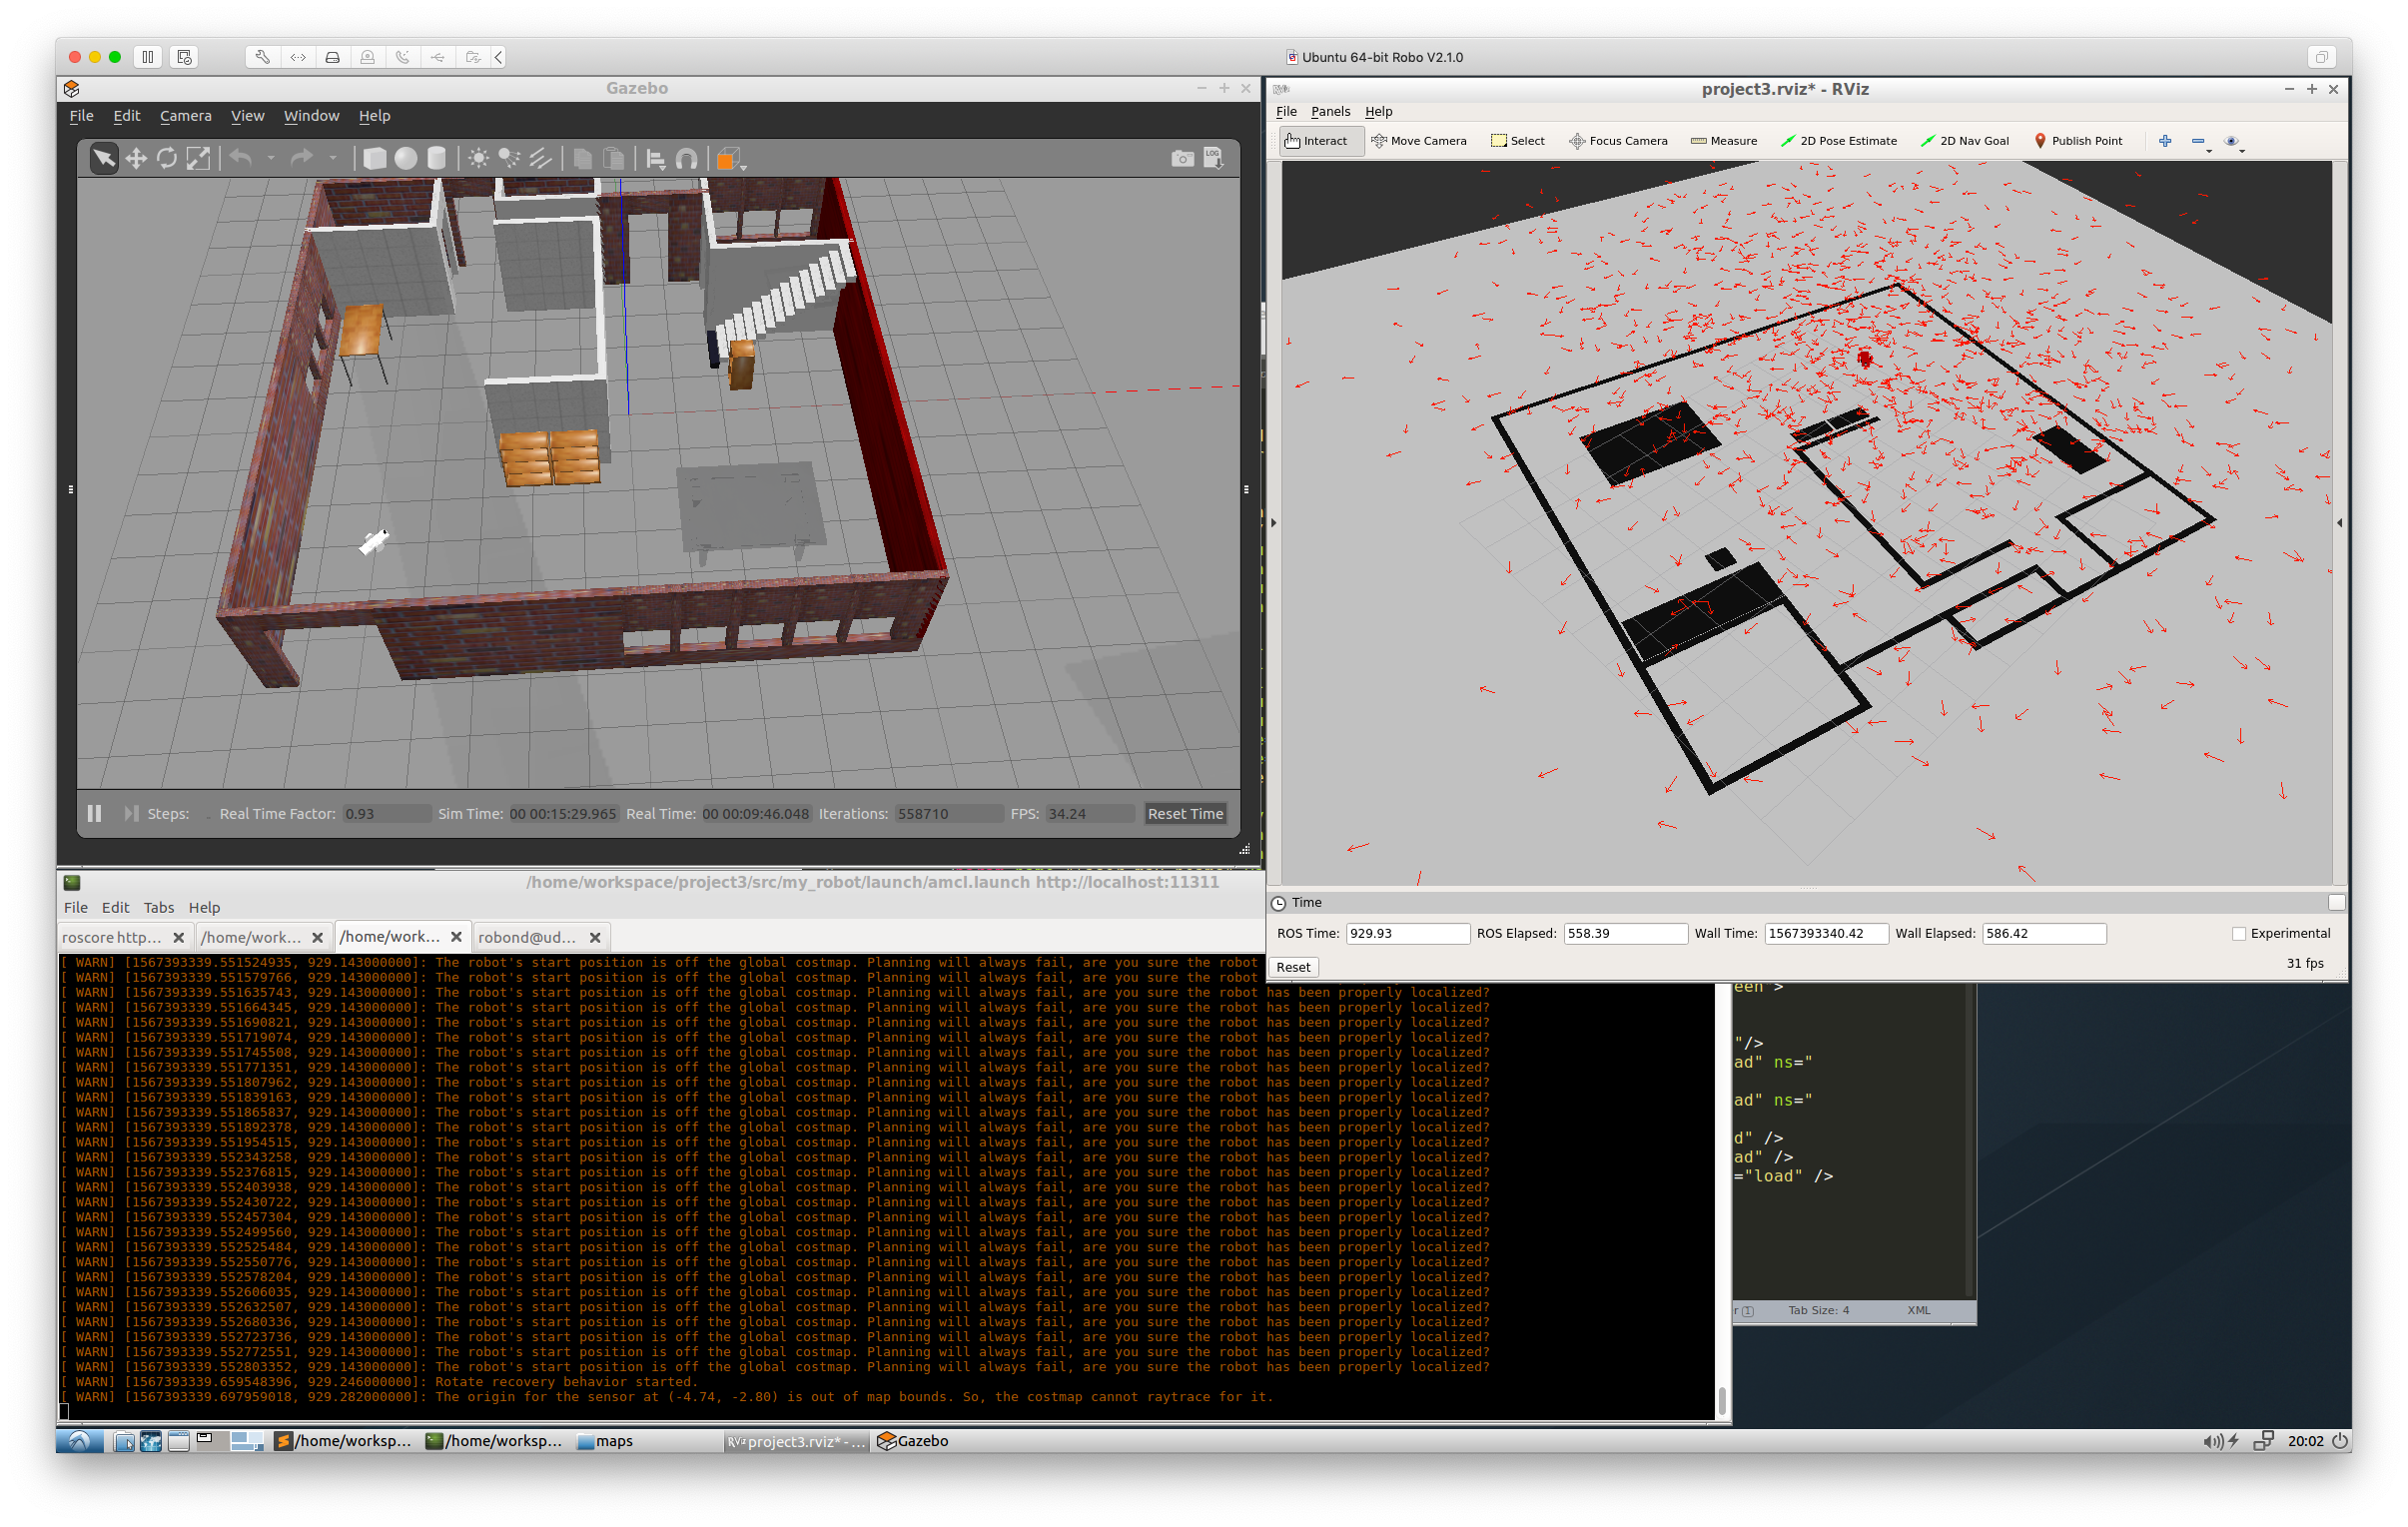 Ubuntu 64-bit Robo V2.1.0
Gazebo
File Edit Camera View Window Help
LOG
Steps: Real Time Factor: 0.93 Sim Time: 00 00:15:29.965 Real Time: 00 00:09:46.048 Iterations: 558710 FPS: 34.24 Reset Time
project3.rviz* - RViz
File Panels Help
Interact Move Camera Select Focus Camera Measure 2D Pose Estimate 2D Nav Goal Publish Point
Time
ROS Time: 929.93 ROS Elapsed: 558.39 Wall Time: 1567393340.42 Wall Elapsed: 586.42 Experimental
Reset 31 fps
/home/workspace/project3/src/my_robot/launch/amcl.launch http://localhost:11311
File Edit Tabs Help
roscore http... /home/work... /home/work... robond@ud...
[ WARN] [1567393339.551524935, 929.143000000]: The robot's start position is off the global costmap. Planning will always fail, are you sure the robot
[ WARN] [1567393339.551579766, 929.143000000]: The robot's start position is off the global costmap. Planning will always fail, are you sure the robot
[ WARN] [1567393339.551635743, 929.143000000]: The robot's start position is off the global costmap. Planning will always fail, are you sure the robot has been properly localized?
[ WARN] [1567393339.551664345, 929.143000000]: The robot's start position is off the global costmap. Planning will always fail, are you sure the robot has been properly localized?
[ WARN] [1567393339.551690821, 929.143000000]: The robot's start position is off the global costmap. Planning will always fail, are you sure the robot has been properly localized?
[ WARN] [1567393339.551719074, 929.143000000]: The robot's start position is off the global costmap. Planning will always fail, are you sure the robot has been properly localized?
[ WARN] [1567393339.551745508, 929.143000000]: The robot's start position is off the global costmap. Planning will always fail, are you sure the robot has been properly localized?
[ WARN] [1567393339.551771351, 929.143000000]: The robot's start position is off the global costmap. Planning will always fail, are you sure the robot has been properly localized?
[ WARN] [1567393339.551807962, 929.143000000]: The robot's start position is off the global costmap. Planning will always fail, are you sure the robot has been properly localized?
[ WARN] [1567393339.551839163, 929.143000000]: The robot's start position is off the global costmap. Planning will always fail, are you sure the robot has been properly localized?
[ WARN] [1567393339.551865837, 929.143000000]: The robot's start position is off the global costmap. Planning will always fail, are you sure the robot has been properly localized?
[ WARN] [1567393339.551892378, 929.143000000]: The robot's start position is off the global costmap. Planning will always fail, are you sure the robot has been properly localized?
[ WARN] [1567393339.551954515, 929.143000000]: The robot's start position is off the global costmap. Planning will always fail, are you sure the robot has been properly localized?
[ WARN] [1567393339.552343258, 929.143000000]: The robot's start position is off the global costmap. Planning will always fail, are you sure the robot has been properly localized?
[ WARN] [1567393339.552376815, 929.143000000]: The robot's start position is off the global costmap. Planning will always fail, are you sure the robot has been properly localized?
[ WARN] [1567393339.552403938, 929.143000000]: The robot's start position is off the global costmap. Planning will always fail, are you sure the robot has been properly localized?
[ WARN] [1567393339.552430722, 929.143000000]: The robot's start position is off the global costmap. Planning will always fail, are you sure the robot has been properly localized?
[ WARN] [1567393339.552457304, 929.143000000]: The robot's start position is off the global costmap. Planning will always fail, are you sure the robot has been properly localized?
[ WARN] [1567393339.552499560, 929.143000000]: The robot's start position is off the global costmap. Planning will always fail, are you sure the robot has been properly localized?
[ WARN] [1567393339.552525484, 929.143000000]: The robot's start position is off the global costmap. Planning will always fail, are you sure the robot has been properly localized?
[ WARN] [1567393339.552550776, 929.143000000]: The robot's start position is off the global costmap. Planning will always fail, are you sure the robot has been properly localized?
[ WARN] [1567393339.552578204, 929.143000000]: The robot's start position is off the global costmap. Planning will always fail, are you sure the robot has been properly localized?
[ WARN] [1567393339.552606035, 929.143000000]: The robot's start position is off the global costmap. Planning will always fail, are you sure the robot has been properly localized?
[ WARN] [1567393339.552632507, 929.143000000]: The robot's start position is off the global costmap. Planning will always fail, are you sure the robot has been properly localized?
[ WARN] [1567393339.552680336, 929.143000000]: The robot's start position is off the global costmap. Planning will always fail, are you sure the robot has been properly localized?
[ WARN] [1567393339.552723736, 929.143000000]: The robot's start position is off the global costmap. Planning will always fail, are you sure the robot has been properly localized?
[ WARN] [1567393339.552772551, 929.143000000]: The robot's start position is off the global costmap. Planning will always fail, are you sure the robot has been properly localized?
[ WARN] [1567393339.552803352, 929.143000000]: The robot's start position is off the global costmap. Planning will always fail, are you sure the robot has been properly localized?
[ WARN] [1567393339.659548396, 929.246000000]: Rotate recovery behavior started.
[ WARN] [1567393339.697959018, 929.282000000]: The origin for the sensor at (-4.74, -2.80) is out of map bounds. So, the costmap cannot raytrace for it.
een">
"/>
ad" ns="
ad" ns="
d" />
ad" />
="load" />
Tab Size: 4 XML
/home/worksp... /home/worksp... maps RViz project3.rviz* - ... Gazebo 20:02